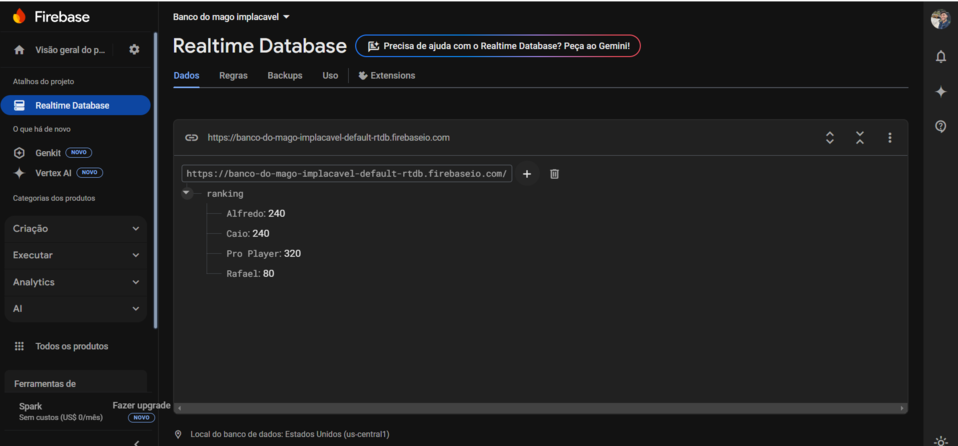 Firebase
Visão geral do p...
Atalhos do projeto
Realtime Database
O que há de novo
Genkit NOVO
Vertex AI NOVO
Categorias dos produtos
Criação
Executar
Analytics
AI
Todos os produtos
Ferramentas de
Spark
Sem custos (US$ 0/mês)
Fazer upgrade
NOVO
Banco do mago implacavel
Realtime Database
Precisa de ajuda com o Realtime Database? Peça ao Gemini!
Dados Regras Backups Uso Extensions
https://banco-do-mago-implacavel-default-rtdb.firebaseio.com
https://banco-do-mago-implacavel-default-rtdb.firebaseio.com/
ranking
Alfredo: 240
Caio: 240
Pro Player: 320
Rafael: 80
Local do banco de dados: Estados Unidos (us-central1)